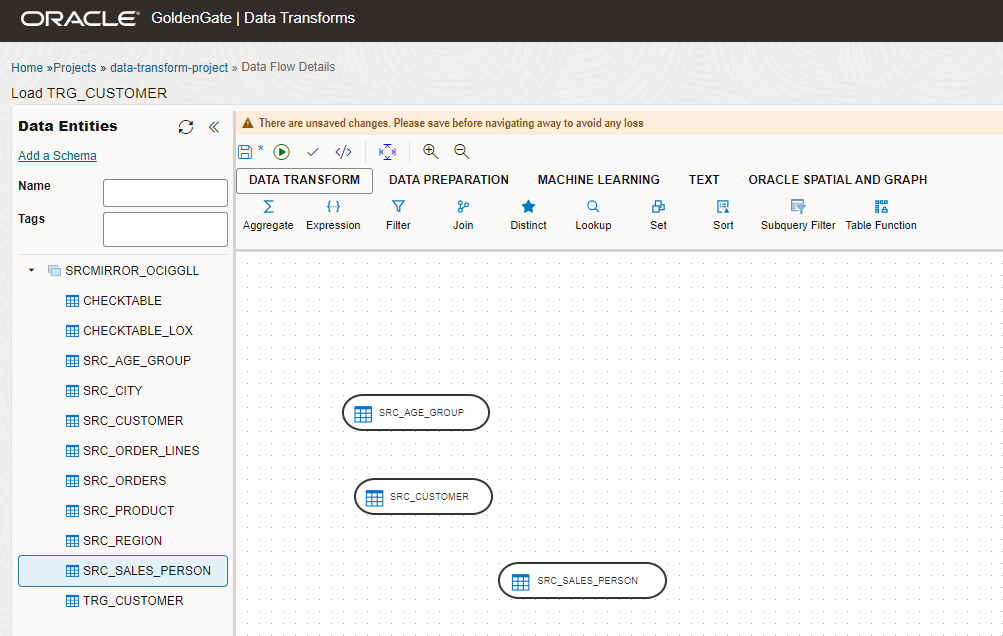 ORACLE GoldenGate | Data Transforms
Home »Projects » data-transform-project » Data Flow Details
Load TRG_CUSTOMER
Data Entities
Add a Schema
Name
Tags
SRCMIRROR_OCIGGLL
CHECKTABLE
CHECKTABLE_LOX
SRC_AGE_GROUP
SRC_CITY
SRC_CUSTOMER
SRC_ORDER_LINES
SRC_ORDERS
SRC_PRODUCT
SRC_REGION
SRC_SALES_PERSON
TRG_CUSTOMER
There are unsaved changes. Please save before navigating away to avoid any loss
*
DATA TRANSFORM DATA PREPARATION MACHINE LEARNING TEXT ORACLE SPATIAL AND GRAPH
Aggregate Expression Filter Join Distinct Lookup Set Sort Subquery Filter Table Function
SRC_AGE_GROUP
SRC_CUSTOMER
SRC_SALES_PERSON